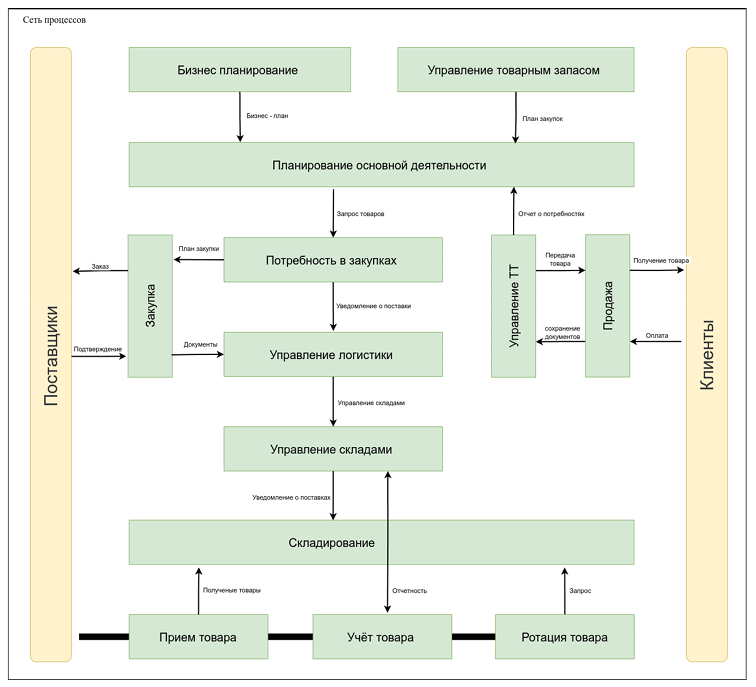 Сеть процессов
Бизнес планирование
Управление товарным запасом
Бизнес - план
План закупок
Планирование основной деятельности
Запрос товаров
Отчет о потребностях
Поставщики
Заказ
Подтверждение
Закупка
План закупки
Документы
Потребность в закупках
Уведомление о поставки
Управление логистики
Управление ТТ
Передача
товара
сохранение
документов
Продажа
Получение товара
Оплата
Клиенты
Управление складами
Управление складами
Уведомление о поставках
Складирование
Полученые товары
Отчетность
Запрос
Прием товара
Учёт товара
Ротация товара